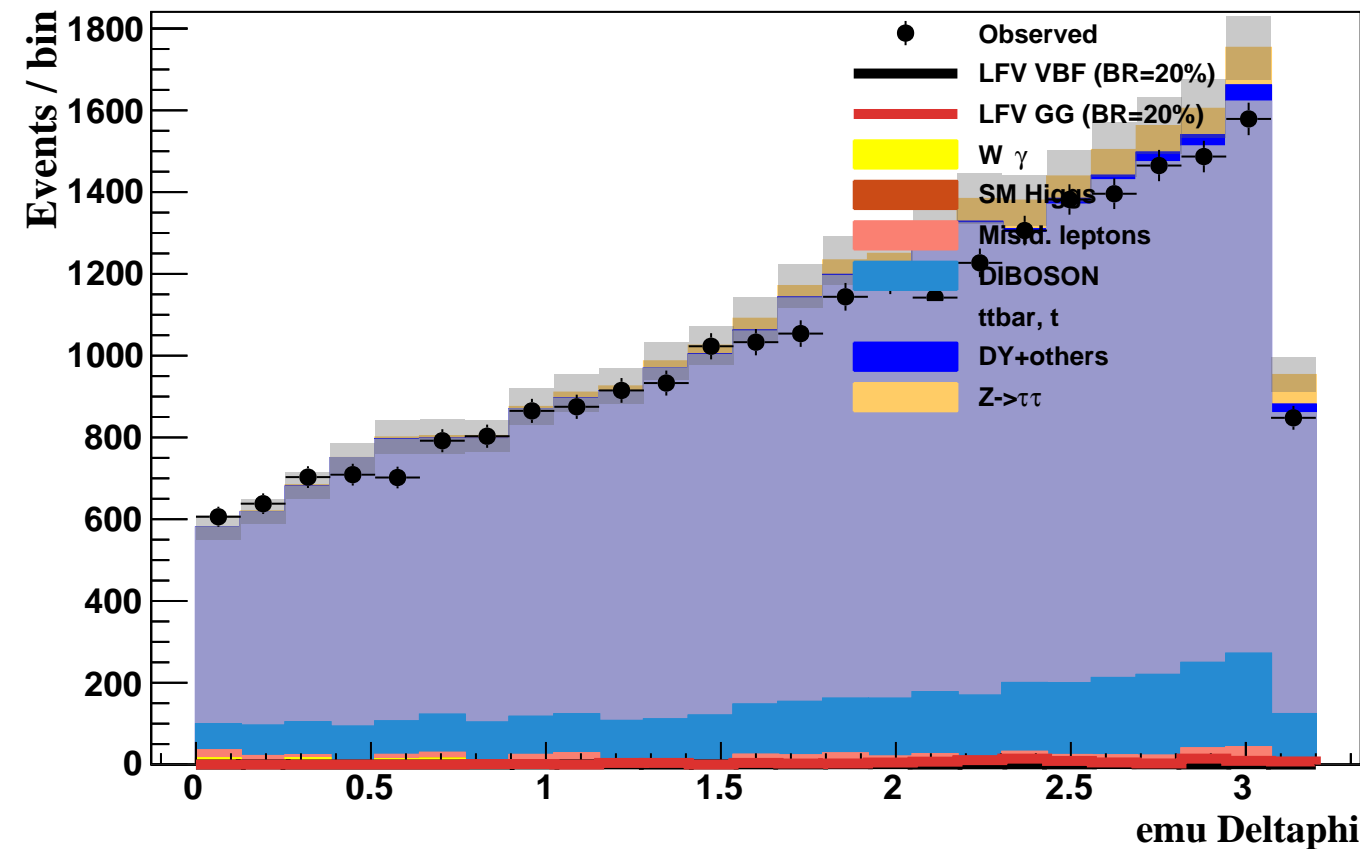 Events / bin
1800
1600
1400
1200
1000
800
600
400
200
0
Observed
LFV VBF (BR=20%)
LFV GG (BR=20%)
W γ
SM Higgs
Misid. leptons
DIBOSON
ttbar, t
DY+others
Z->ττ
0 0.5 1 1.5 2 2.5 3
emu Deltaphi